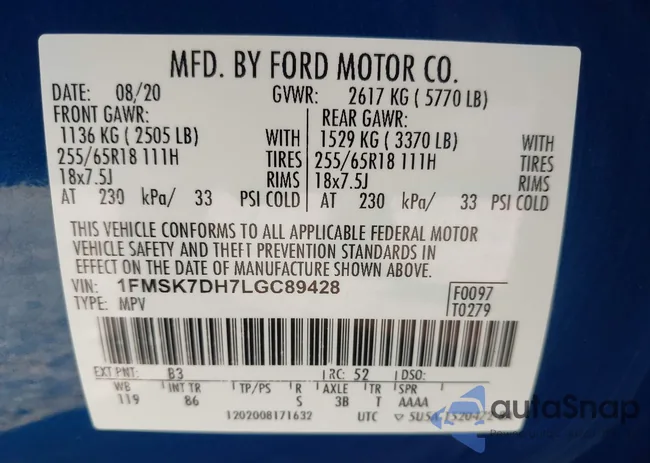 MFD. BY FORD MOTOR CO.
DATE: 08/20 GVWR: 2617 KG ( 5770 LB)
FRONT GAWR: REAR GAWR:
1136 KG ( 2505 LB) WITH 1529 KG ( 3370 LB) WITH
255/65R18 111H TIRES 255/65R18 111H TIRES
18x7.5J RIMS 18x7.5J RIMS
AT 230 kPa/ 33 PSI COLD AT 230 kPa/ 33 PSI COLD
THIS VEHICLE CONFORMS TO ALL APPLICABLE FEDERAL MOTOR
VEHICLE SAFETY AND THEFT PREVENTION STANDARDS IN
EFFECT ON THE DATE OF MANUFACTURE SHOWN ABOVE.
VIN: 1FMSK7DH7LGC89428 F0097
TYPE: MPV T0279
EXT PNT: B3 RC: 52 DSO:
WB INT TR TP/PS R AXLE TR SPR
119 86 S 3B T AAAA
1202008171632 UTC
autoSnap